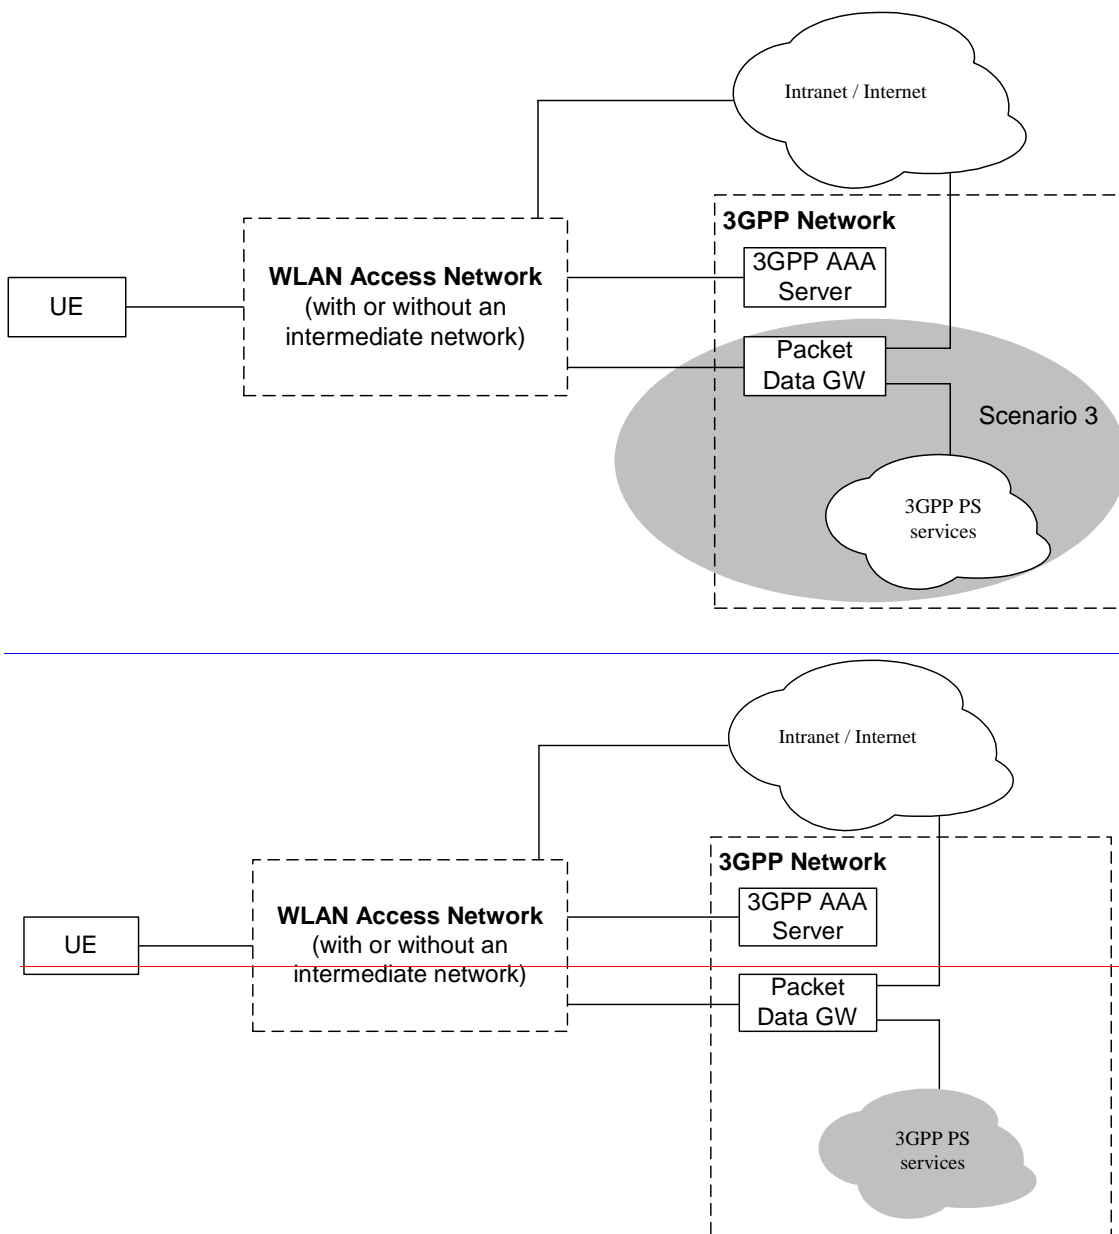 Intranet / Internet
3GPP Network
3GPP AAA
Server
WLAN Access Network
(with or without an
intermediate network)
UE
Packet
Data GW
Scenario 3
3GPP PS
services
Intranet / Internet
3GPP Network
3GPP AAA
Server
WLAN Access Network
(with or without an
intermediate network)
UE
Packet
Data GW
3GPP PS
services